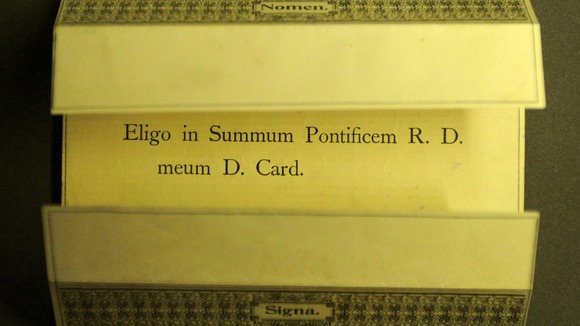 Nomen.
Eligo in Summum Pontificem R. D.
meum D. Card.
Signa.